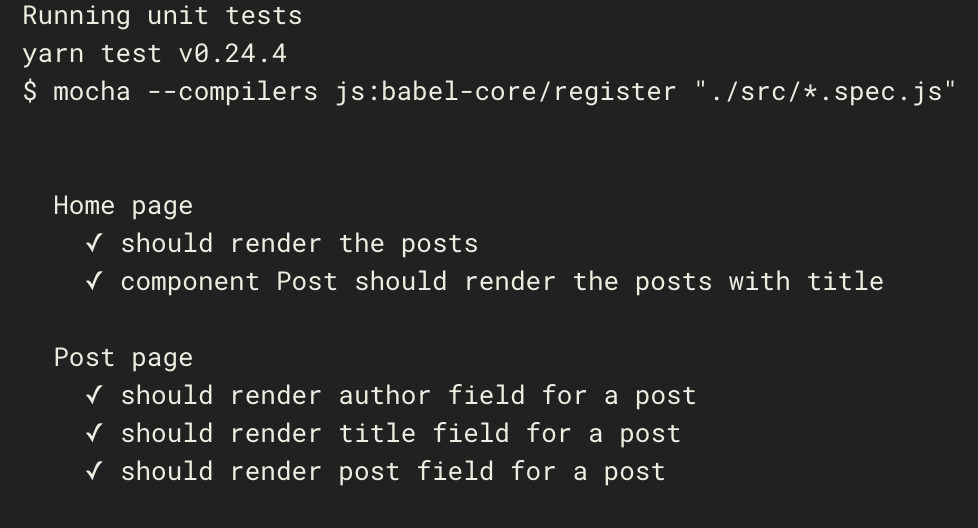 Running unit tests
yarn test v0.24.4
$ mocha --compilers js:babel-core/register "./src/*.spec.js"
Home page
✓ should render the posts
✓ component Post should render the posts with title
Post page
✓ should render author field for a post
✓ should render title field for a post
✓ should render post field for a post